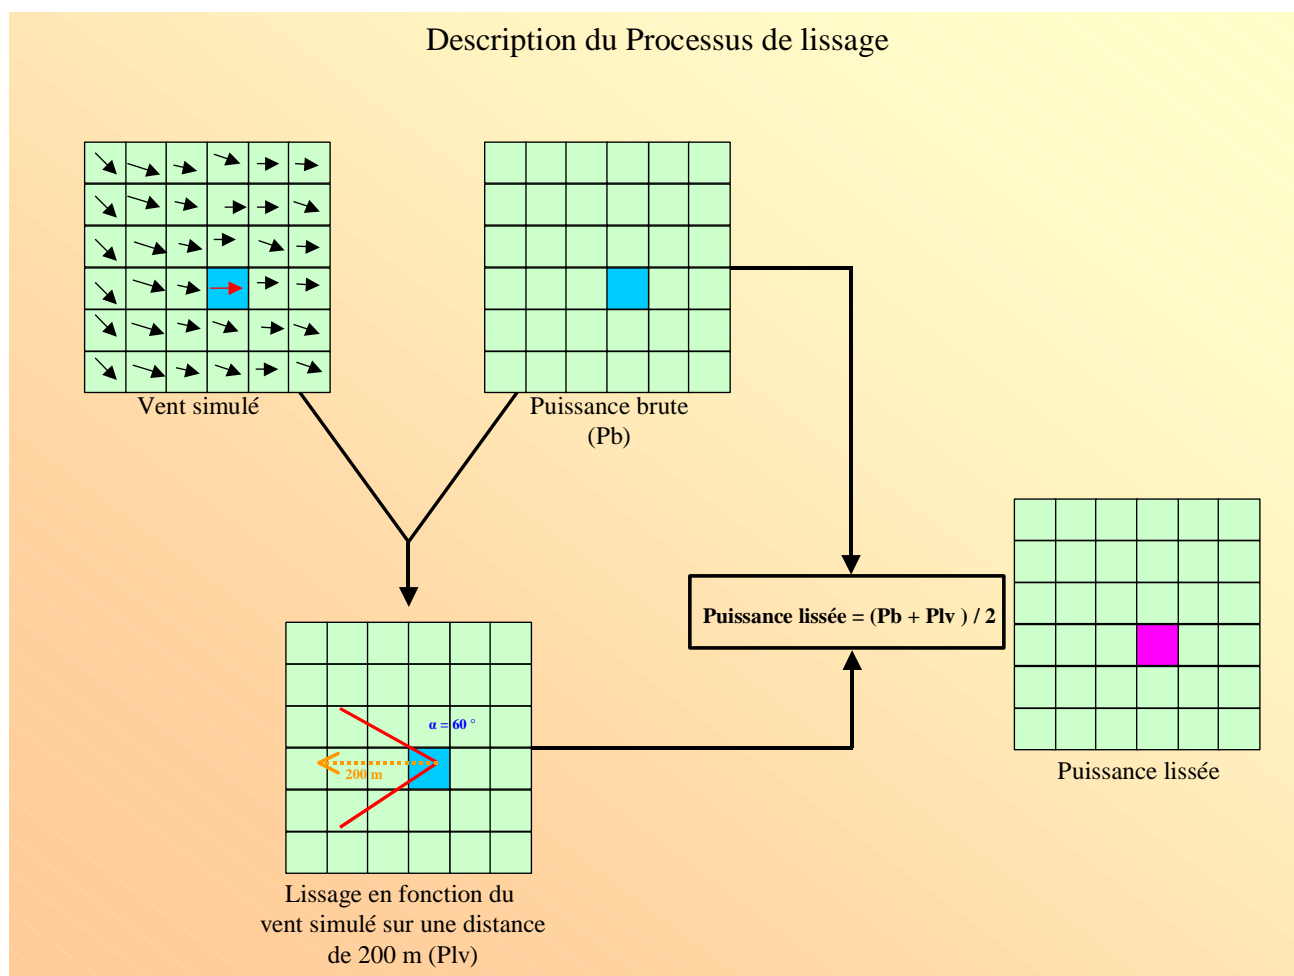 Description du Processus de lissage
Vent simulé
Puissance brute
(Pb)
Puissance lissée = (Pb + Plv ) / 2
α = 60 °
200 m
Puissance lissée
Lissage en fonction du
vent simulé sur une distance
de 200 m (Plv)